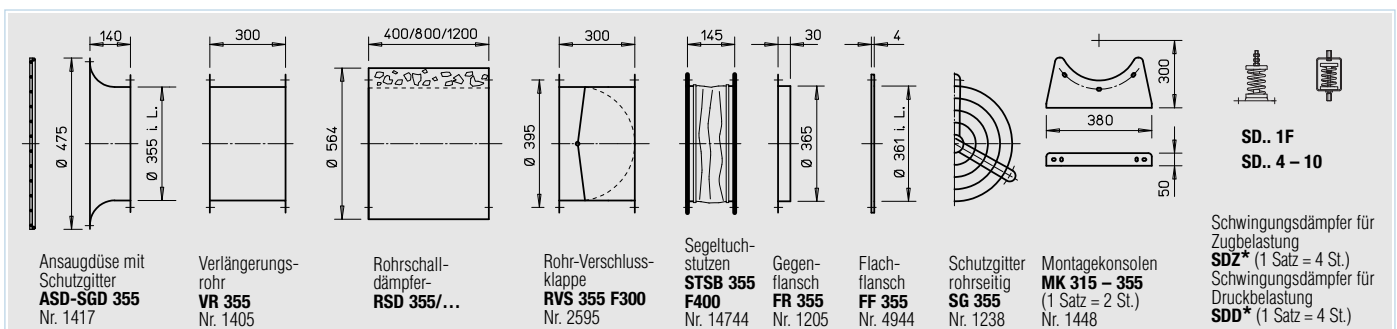 140
Ø 475
Ø 355 i. L.
Ansaugdüse mit
Schutzgitter
ASD-SGD 355
Nr. 1417
300
Verlängerungs-
rohr
VR 355
Nr. 1405
400/800/1200
Ø 564
Rohrschall-
dämpfer-
RSD 355/...
300
Ø 395
Rohr-Verschluss-
klappe
RVS 355 F300
Nr. 2595
145
Segeltuch-
stutzen
STSB 355
F400
Nr. 14744
30
Ø 365
Gegen-
flansch
FR 355
Nr. 1205
4
Ø 361 i. L.
Flach-
flansch
FF 355
Nr. 4944
Schutzgitter
rohrseitig
SG 355
Nr. 1238
300
380
50
Montagekonsolen
MK 315 – 355
(1 Satz = 2 St.)
Nr. 1448
SD.. 1F
SD.. 4 – 10
Schwingungsdämpfer für
Zugbelastung
SDZ* (1 Satz = 4 St.)
Schwingungsdämpfer für
Druckbelastung
SDD* (1 Satz = 4 St.)